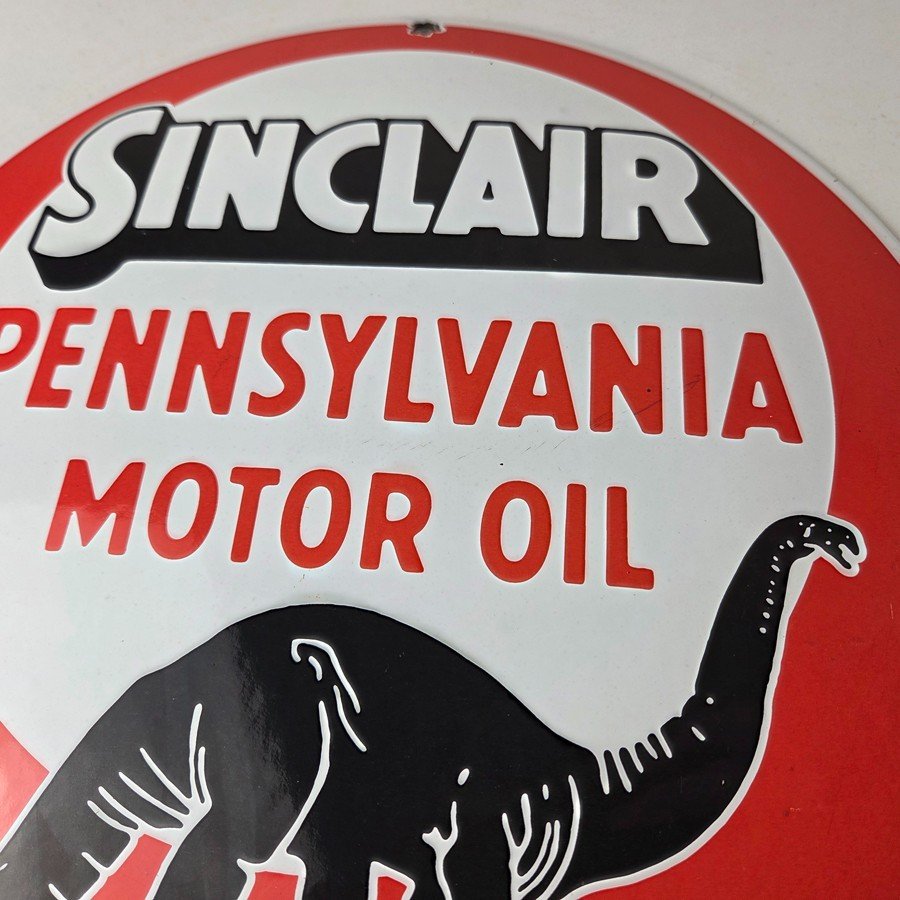 SINCLAIR
PENNSYLVANIA
MOTOR OIL